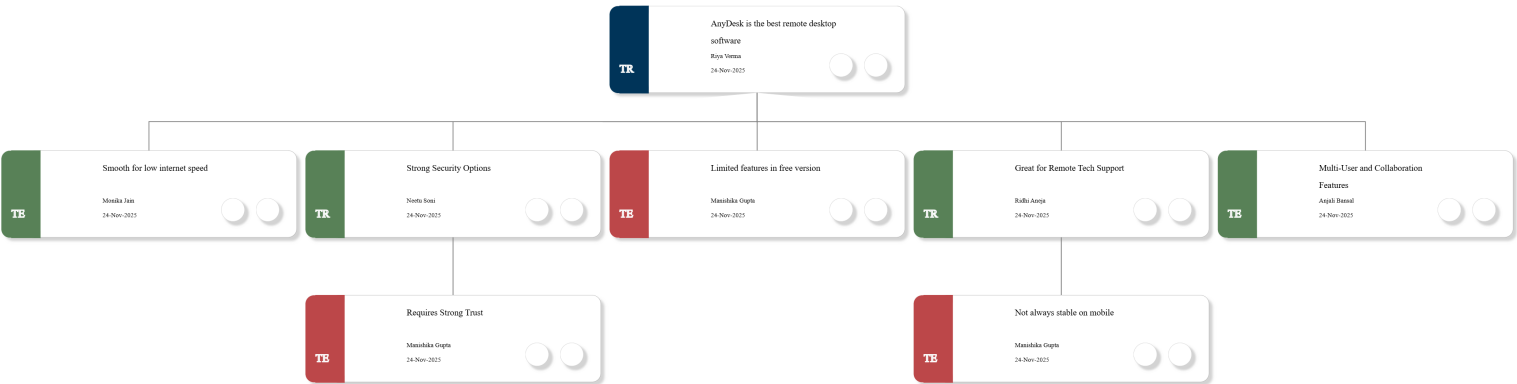 AnyDesk is the best remote desktop
software
Riya Verma
24-Nov-2025
TR
Smooth for low internet speed
Monika Jain
24-Nov-2025
TE
Strong Security Options
Neetu Soni
24-Nov-2025
TR
Limited features in free version
Manishika Gupta
24-Nov-2025
TE
Great for Remote Tech Support
Ridhi Aneja
24-Nov-2025
TR
Multi-User and Collaboration
Features
Anjali Bansal
24-Nov-2025
TE
Requires Strong Trust
Manishika Gupta
24-Nov-2025
TE
Not always stable on mobile
Manishika Gupta
24-Nov-2025
TE